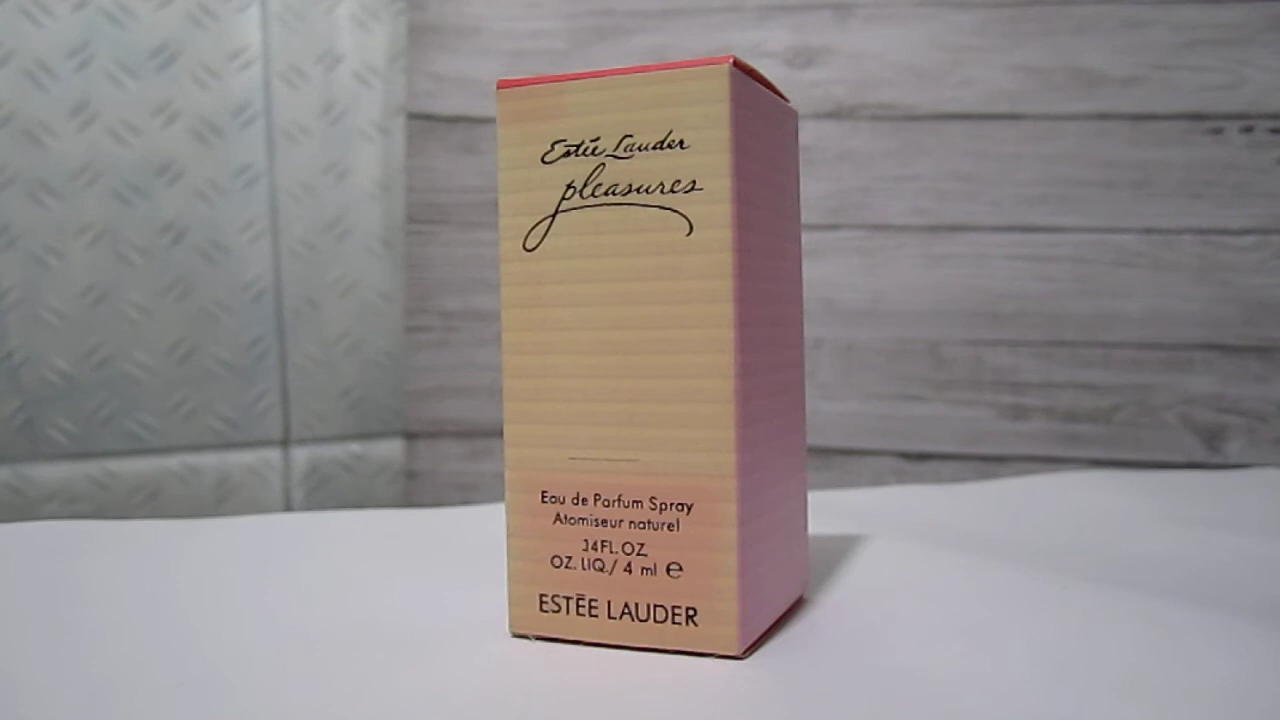 Estée Lauder
pleasures
Eau de Parfum Spray
Atomiseur naturel
.14FL.OZ.
OZ. LIQ./ 4 ml ℮
ESTĒE LAUDER